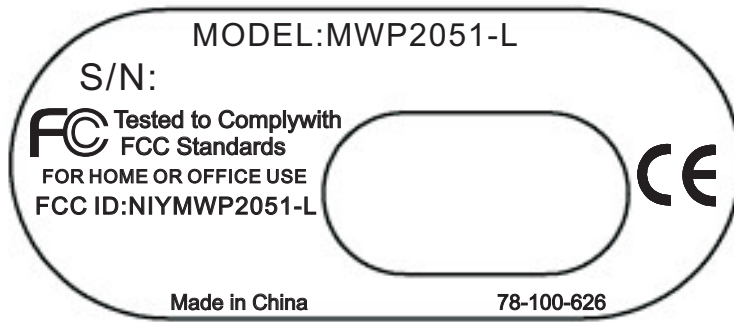 MODEL:MWP2051-L
S/N:
FC Tested to Complywith
FCC Standards
FOR HOME OR OFFICE USE
FCC ID:NIYMWP2051-L
CE
Made in China 78-100-626